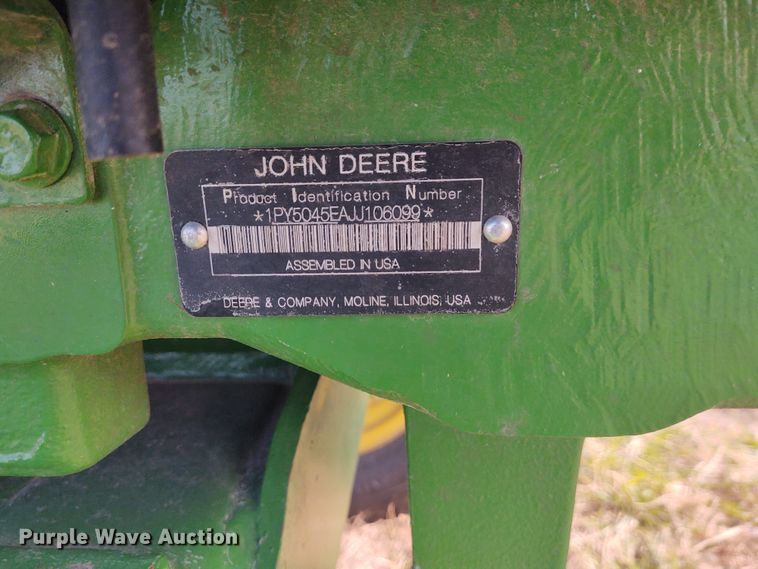 JOHN DEERE
Product Identification Number
*1PY5045EAJJ106099*
ASSEMBLED IN USA
DEERE & COMPANY, MOLINE, ILLINOIS, USA
Purple Wave Auction